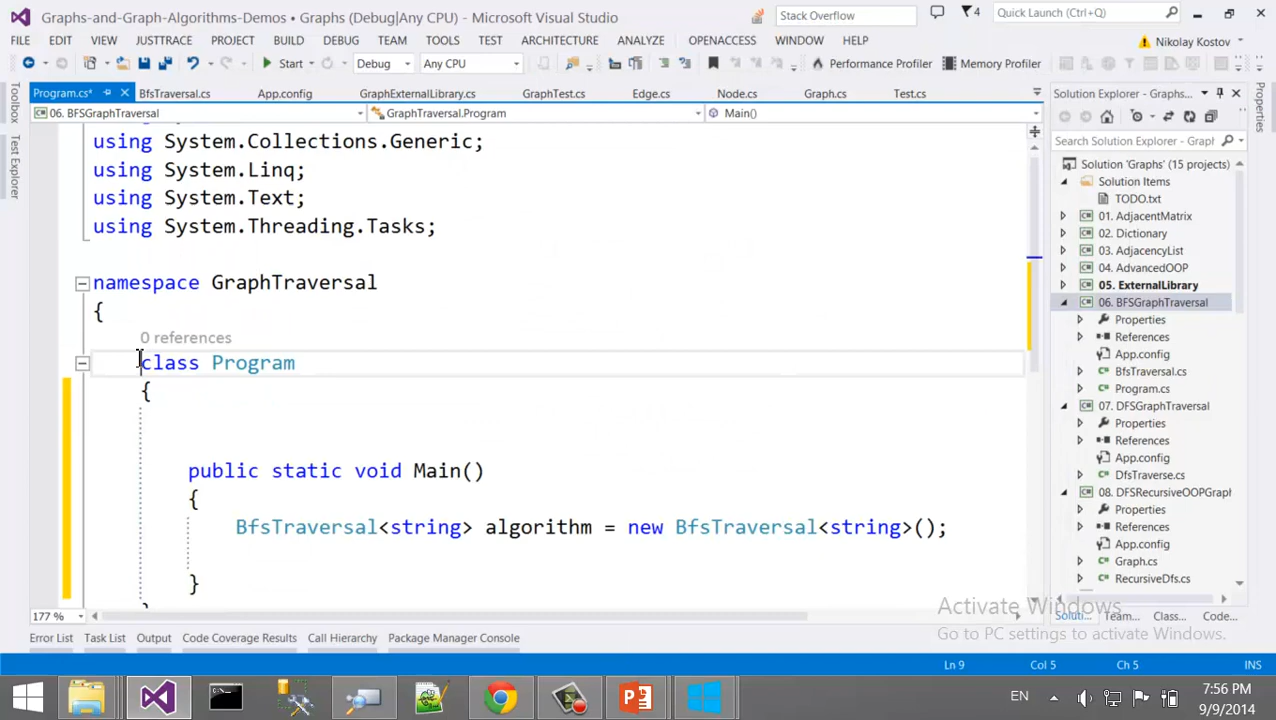 Graphs-and-Graph-Algorithms-Demos • Graphs (Debug|Any CPU) - Microsoft Visual Studio
Stack Overflow
4
Quick Launch (Ctrl+Q)
FILE EDIT VIEW JUSTTRACE PROJECT BUILD DEBUG TEAM TOOLS TEST ARCHITECTURE ANALYZE OPENACCESS WINDOW HELP
Nikolay Kostov
Start Debug Any CPU Performance Profiler Memory Profiler
Program.cs* BfsTraversal.cs App.config GraphExternalLibrary.cs GraphTest.cs Edge.cs Node.cs Graph.cs Test.cs
06. BFSGraphTraversal GraphTraversal.Program Main()
Toolbox
Test Explorer
using System.Collections.Generic;
using System.Linq;
using System.Text;
using System.Threading.Tasks;
namespace GraphTraversal
{
0 references
class Program
{
public static void Main()
{
BfsTraversal<string> algorithm = new BfsTraversal<string>();
}
177 %
Solution Explorer - Graphs
Search Solution Explorer - Graph
Solution 'Graphs' (15 projects)
Solution Items
TODO.txt
01. AdjacentMatrix
02. Dictionary
03. AdjacencyList
04. AdvancedOOP
05. ExternalLibrary
06. BFSGraphTraversal
Properties
References
App.config
BfsTraversal.cs
Program.cs
07. DFSGraphTraversal
Properties
References
App.config
DfsTraverse.cs
08. DFSRecursiveOOPGraph
Properties
References
App.config
Graph.cs
RecursiveDfs.cs
Soluti... Team... Class... Code...
Properties
Activate Windows
Go to PC settings to activate Windows.
Error List Task List Output Code Coverage Results Call Hierarchy Package Manager Console
Ln 9 Col 5 Ch 5 INS
EN
7:56 PM
9/9/2014